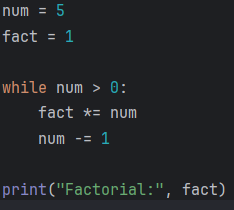 num = 5
fact = 1

while num > 0:
    fact *= num
    num -= 1

print("Factorial:", fact)